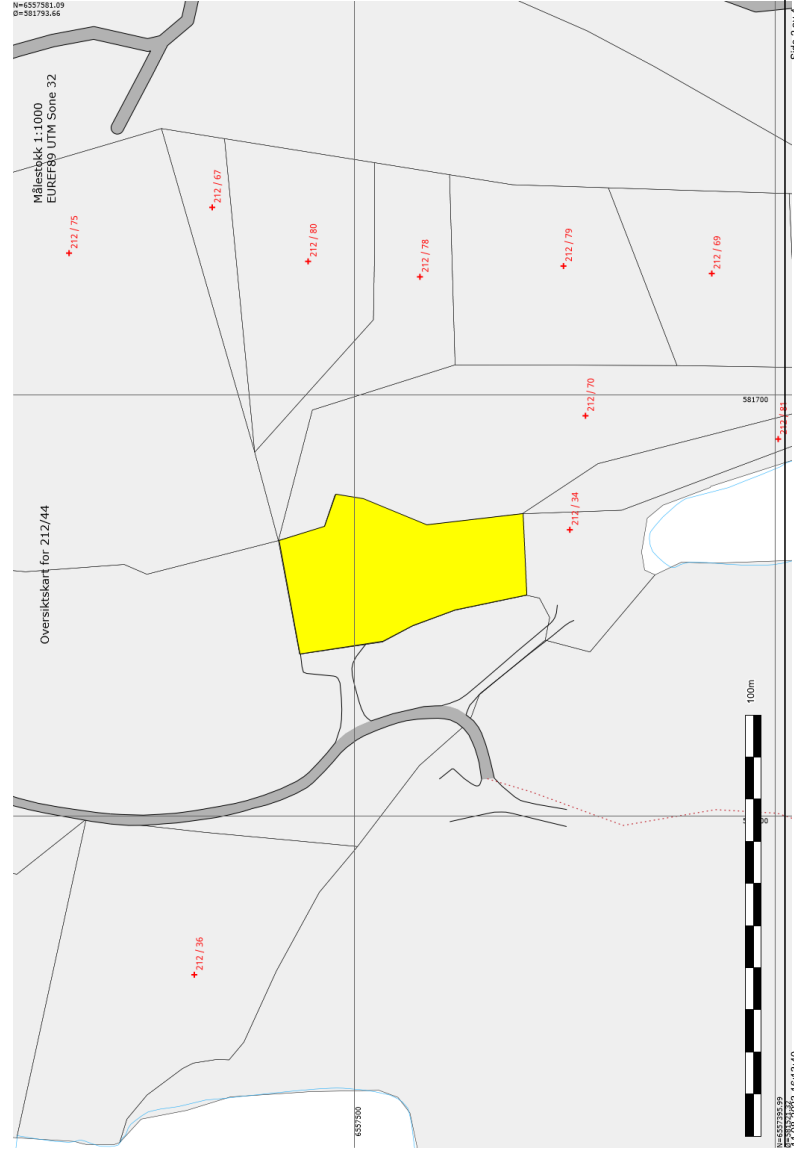 N=6557581.09
Ø=581793.66
Målestokk 1:1000
EUREF89 UTM Sone 32
Oversiktskart for 212/44
212 / 75
212 / 67
212 / 80
212 / 78
212 / 79
212 / 69
212 / 70
212 / 81
212 / 34
212 / 36
581700
6557500
100m
N=6557395.99